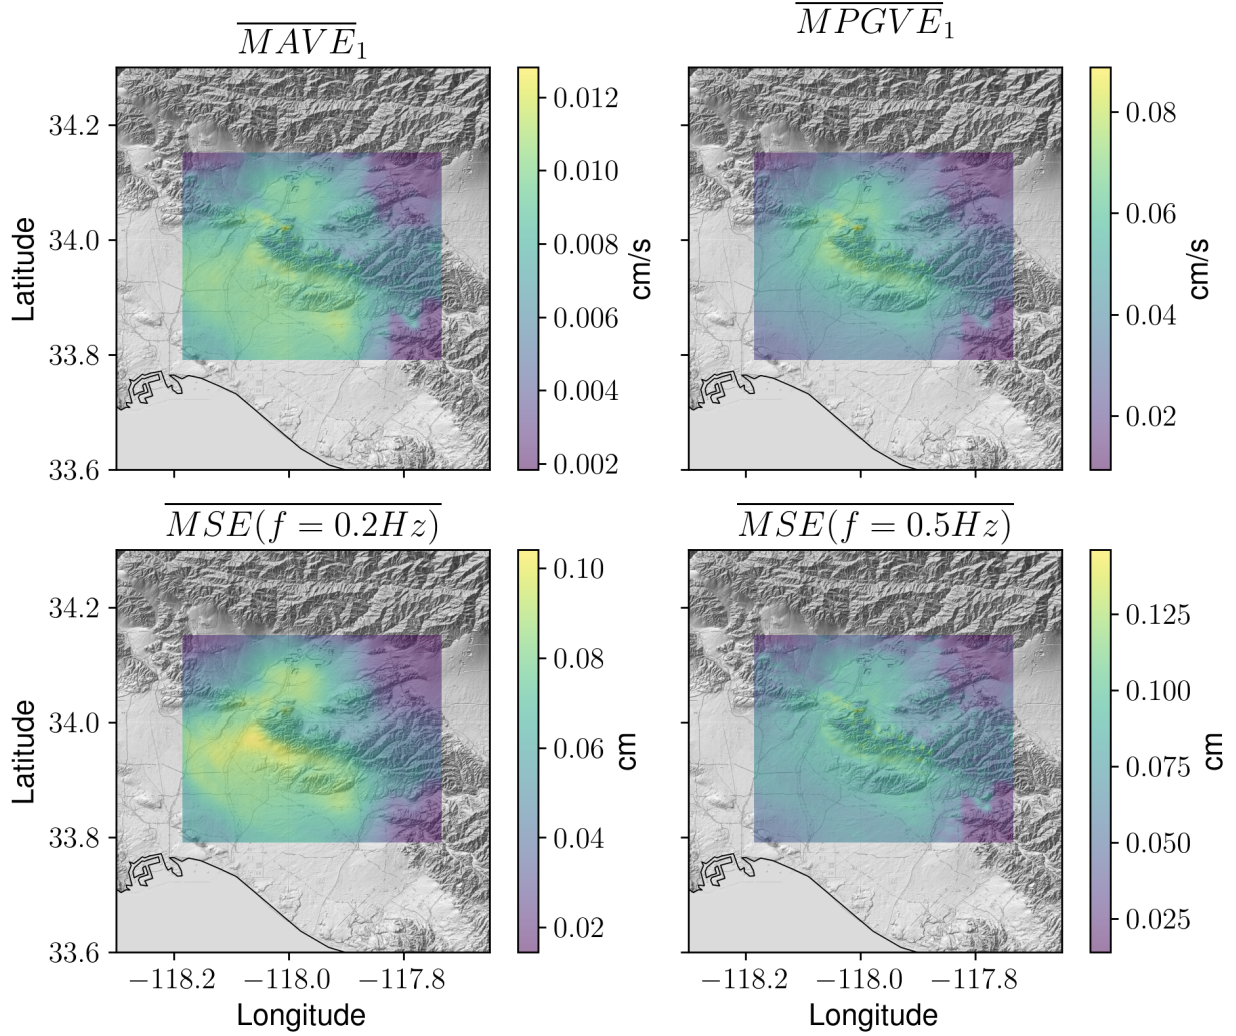 MAVE₁
MPGVE₁
34.2
34.0
33.8
33.6
Latitude
0.012
0.010
0.008
0.006
0.004
0.002
cm/s
0.08
0.06
0.04
0.02
cm/s
MSE(f = 0.2Hz)
MSE(f = 0.5Hz)
34.2
34.0
33.8
33.6
Latitude
0.10
0.08
0.06
0.04
0.02
cm
0.125
0.100
0.075
0.050
0.025
cm
−118.2 −118.0 −117.8
Longitude
−118.2 −118.0 −117.8
Longitude